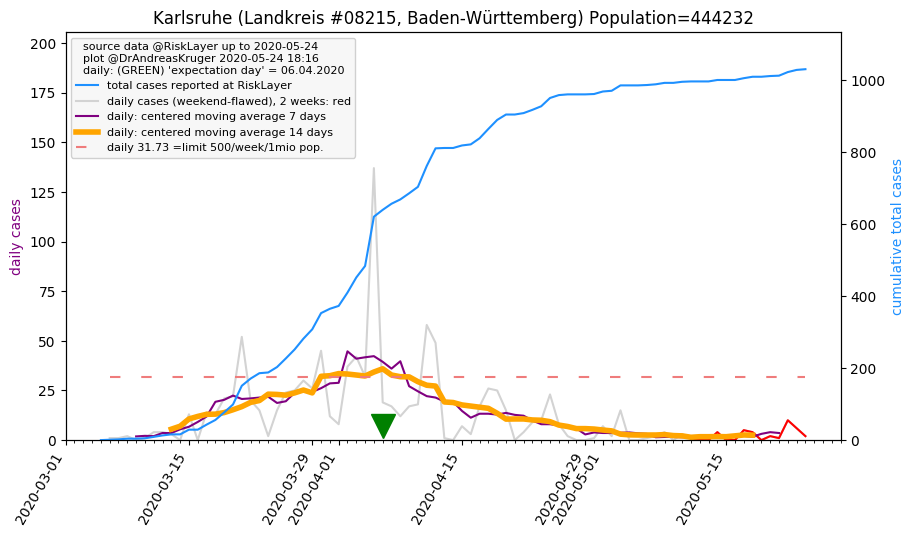 Karlsruhe (Landkreis #08215, Baden-Württemberg) Population=444232
source data @RiskLayer up to 2020-05-24
plot @DrAndreasKruger 2020-05-24 18:16
daily: (GREEN) 'expectation day' = 06.04.2020
total cases reported at RiskLayer
daily cases (weekend-flawed), 2 weeks: red
daily: centered moving average 7 days
daily: centered moving average 14 days
daily 31.73 =limit 500/week/1mio pop.
daily cases
200
175
150
125
100
75
50
25
0
cumulative total cases
1000
800
600
400
200
0
2020-03-01
2020-03-15
2020-03-29
2020-04-01
2020-04-15
2020-04-29
2020-05-01
2020-05-15